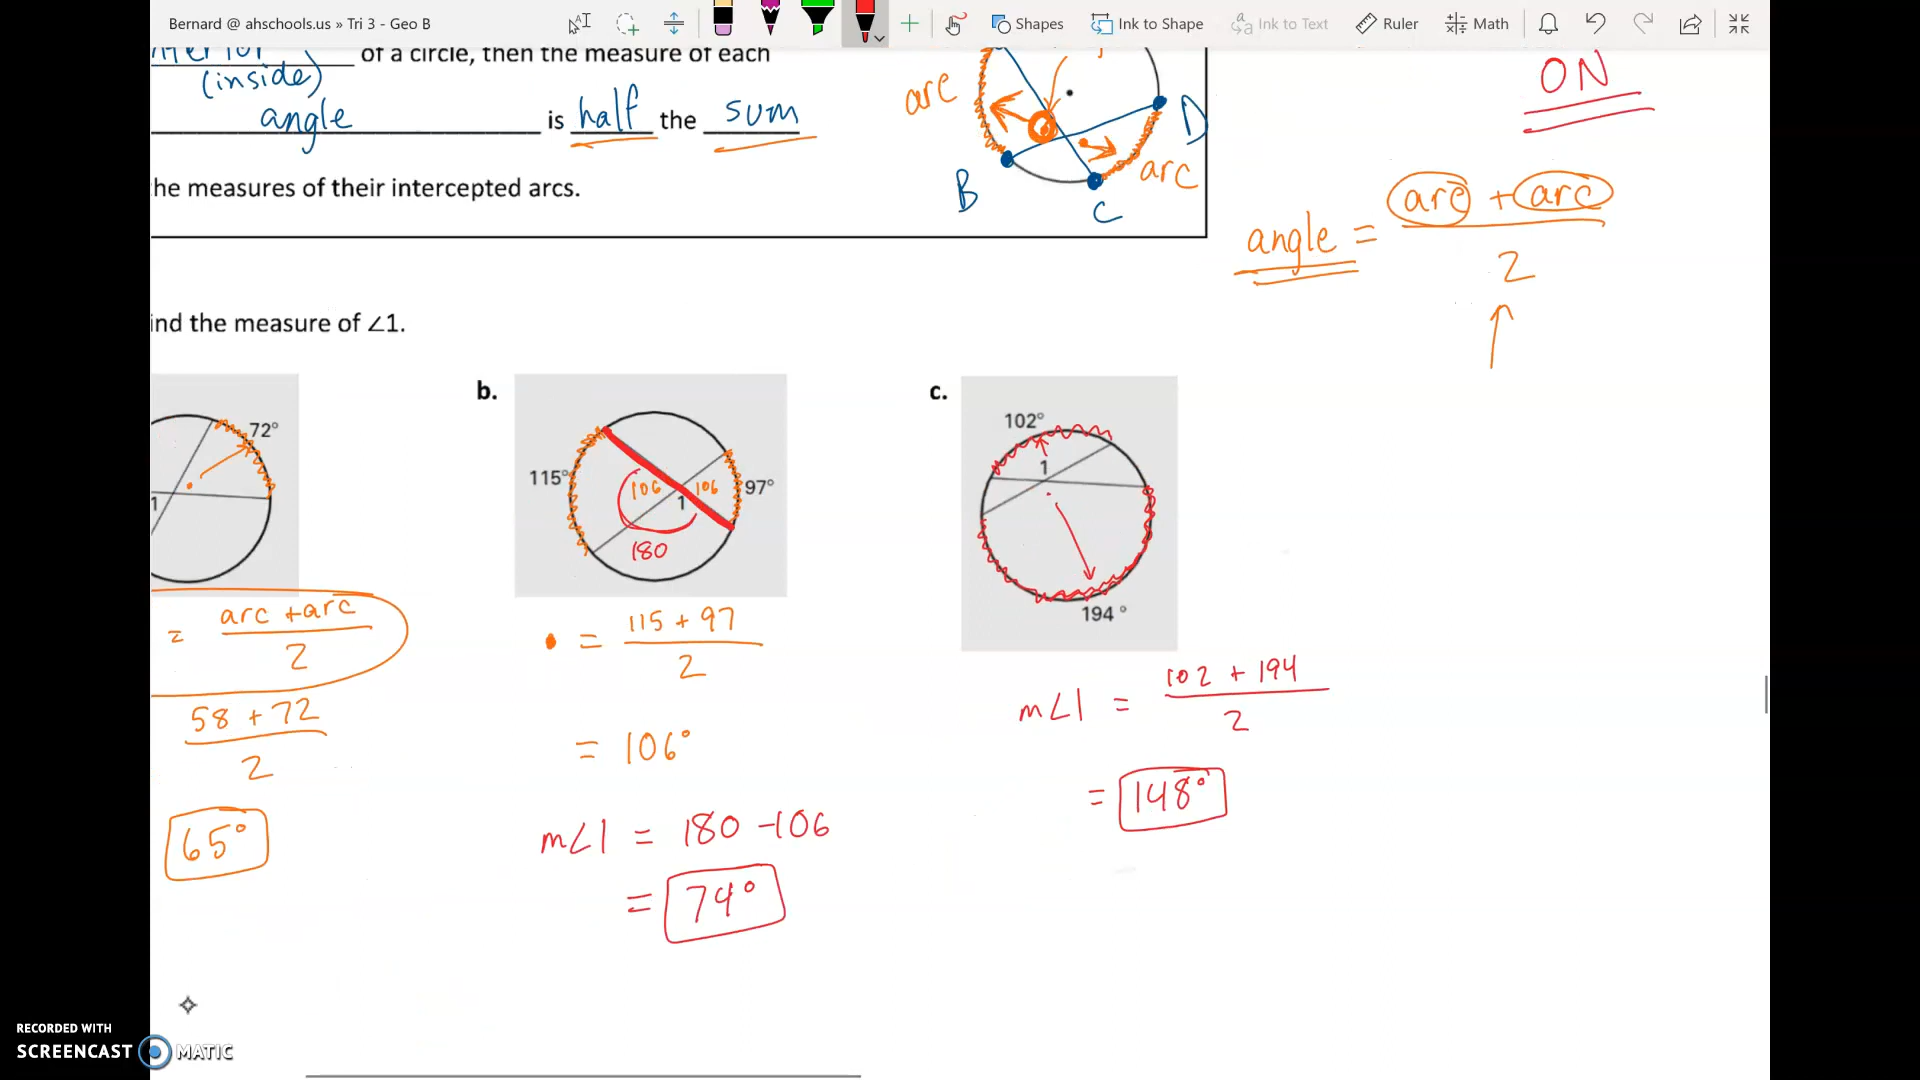 Bernard @ ahschools.us » Tri 3 - Geo B
Shapes
Ink to Shape
Ink to Text
Ruler
Math
of a circle, then the measure of each
(inside)
angle is half the sum
he measures of their intercepted arcs.
arc
D
arc
B
C
ON
angle = arc + arc
2
ind the measure of ∠1.
72°
1
= arc + arc
2
58 + 72
2
65°
b.
115°
106
106
97°
1
180
= 115 + 97
2
= 106°
m∠1 = 180 - 106
= 74°
c.
102°
1
194 °
m∠1 = 102 + 194
2
= 148°
RECORDED WITH
SCREENCAST MATIC